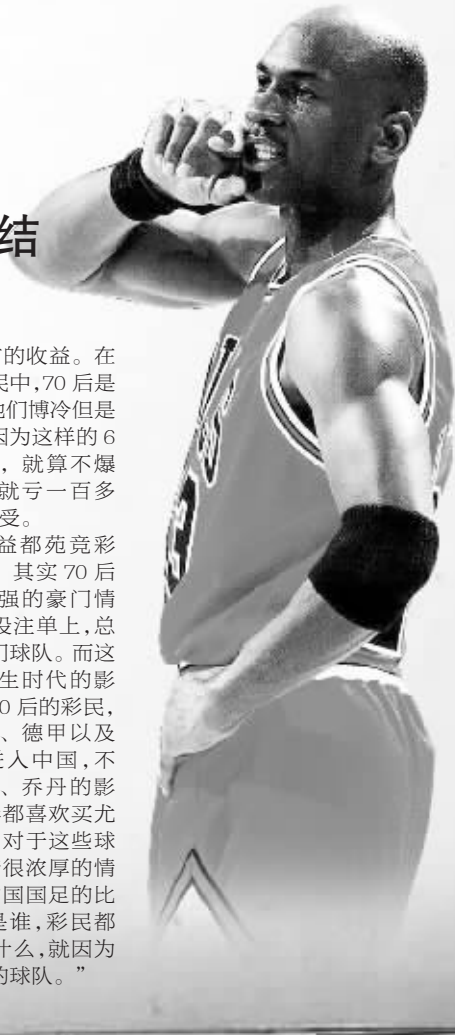 结
的收益。在
民中,70 后是
他们博冷但是
因为这样的 6
，就算不爆
就亏一百多
受。
益都苑竞彩
其实 70 后
强的豪门情
投注单上,总
门球队。而这
生时代的影
0 后的彩民,
、德甲以及
进入中国,不
、乔丹的影
都喜欢买尤
对于这些球
很浓厚的情
国国足的比
是谁,彩民都
什么,就因为
的球队。”